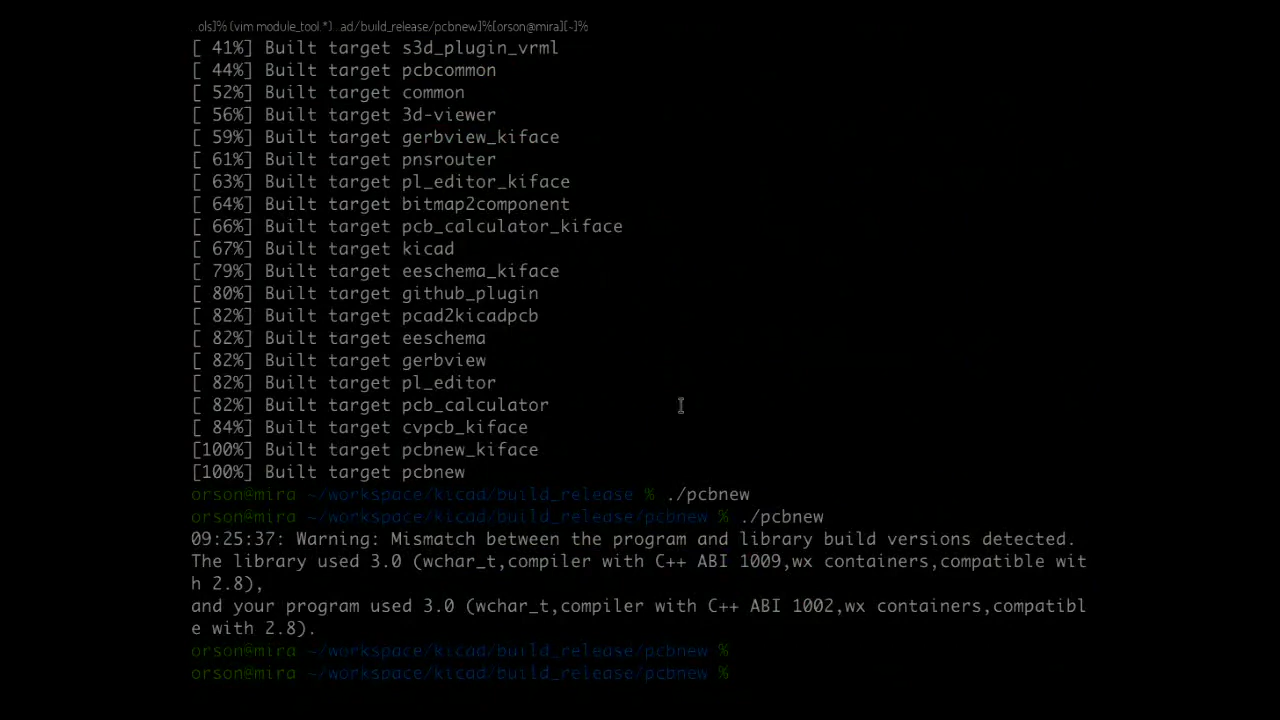 ..ols]% (vim module_tool.*) ..ad/build_release/pcbnew]%[orson@mira][~]%
[ 41%] Built target s3d_plugin_vrml
[ 44%] Built target pcbcommon
[ 52%] Built target common
[ 56%] Built target 3d-viewer
[ 59%] Built target gerbview_kiface
[ 61%] Built target pnsrouter
[ 63%] Built target pl_editor_kiface
[ 64%] Built target bitmap2component
[ 66%] Built target pcb_calculator_kiface
[ 67%] Built target kicad
[ 79%] Built target eeschema_kiface
[ 80%] Built target github_plugin
[ 82%] Built target pcad2kicadpcb
[ 82%] Built target eeschema
[ 82%] Built target gerbview
[ 82%] Built target pl_editor
[ 82%] Built target pcb_calculator
[ 84%] Built target cvpcb_kiface
[100%] Built target pcbnew_kiface
[100%] Built target pcbnew
orson@mira ~/workspace/kicad/build_release % ./pcbnew
orson@mira ~/workspace/kicad/build_release/pcbnew % ./pcbnew
09:25:37: Warning: Mismatch between the program and library build versions detected.
The library used 3.0 (wchar_t,compiler with C++ ABI 1009,wx containers,compatible wit
h 2.8),
and your program used 3.0 (wchar_t,compiler with C++ ABI 1002,wx containers,compatibl
e with 2.8).
orson@mira ~/workspace/kicad/build_release/pcbnew %
orson@mira ~/workspace/kicad/build_release/pcbnew %